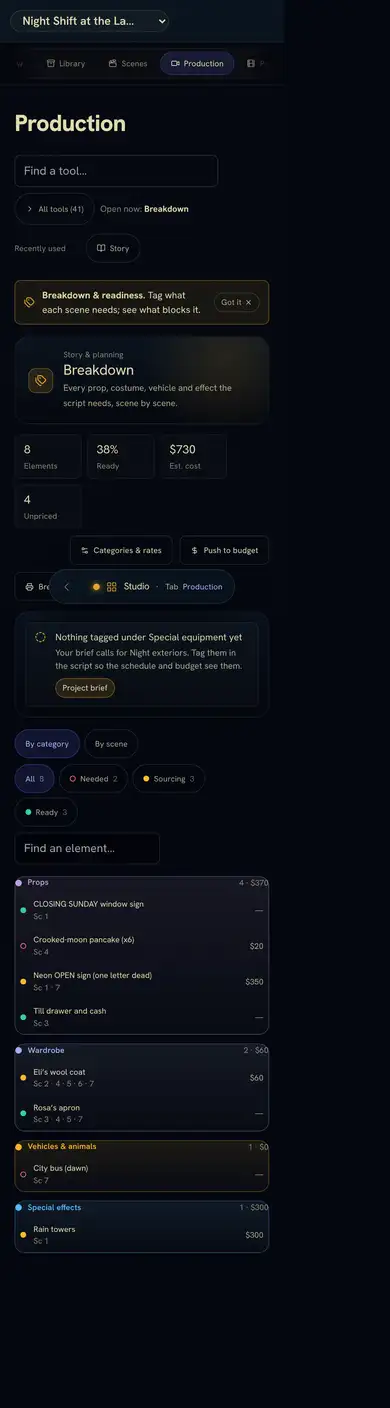 Night Shift at the La...
Library
Scenes
Production
Production
Find a tool...
All tools (41)
Open now: Breakdown
Recently used
Story
Breakdown & readiness. Tag what
each scene needs; see what blocks it.
Got it ×
Story & planning
Breakdown
Every prop, costume, vehicle and effect the
script needs, scene by scene.
8
Elements
38%
Ready
$730
Est. cost
4
Unpriced
Categories & rates
$ Push to budget
Bre
Studio · Tab Production
Nothing tagged under Special equipment yet
Your brief calls for Night exteriors. Tag them in
the script so the schedule and budget see them.
Project brief
By category
By scene
All 8
Needed 2
Sourcing 3
Ready 3
Find an element...
Props
4 · $370
CLOSING SUNDAY window sign
Sc 1
—
Crooked-moon pancake (x6)
Sc 4
$20
Neon OPEN sign (one letter dead)
Sc 1 · 7
$350
Till drawer and cash
Sc 3
—
Wardrobe
2 · $60
Eli's wool coat
Sc 2 · 4 · 5 · 6 · 7
$60
Rosa's apron
Sc 3 · 4 · 5 · 7
—
Vehicles & animals
1 · $0
City bus (dawn)
Sc 7
—
Special effects
1 · $300
Rain towers
Sc 1
$300